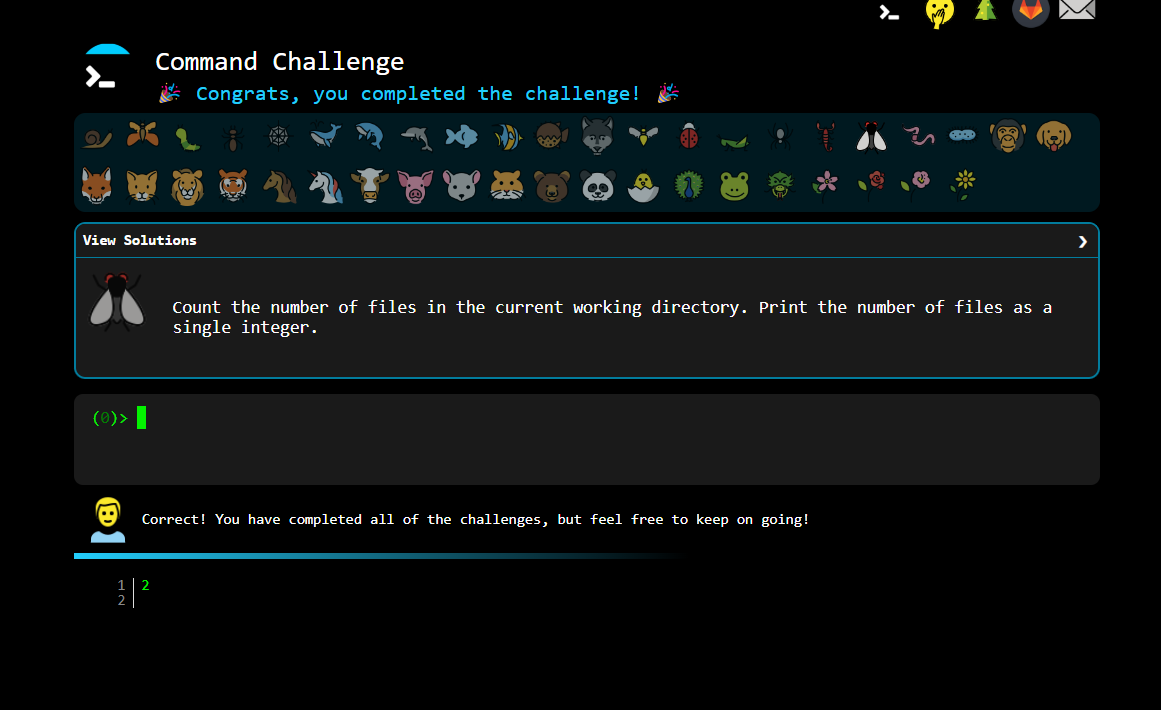 Command Challenge
🎉 Congrats, you completed the challenge! 🎉
View Solutions ❯
Count the number of files in the current working directory. Print the number of files as a
single integer.
(0)>
Correct! You have completed all of the challenges, but feel free to keep on going!
1 2
2